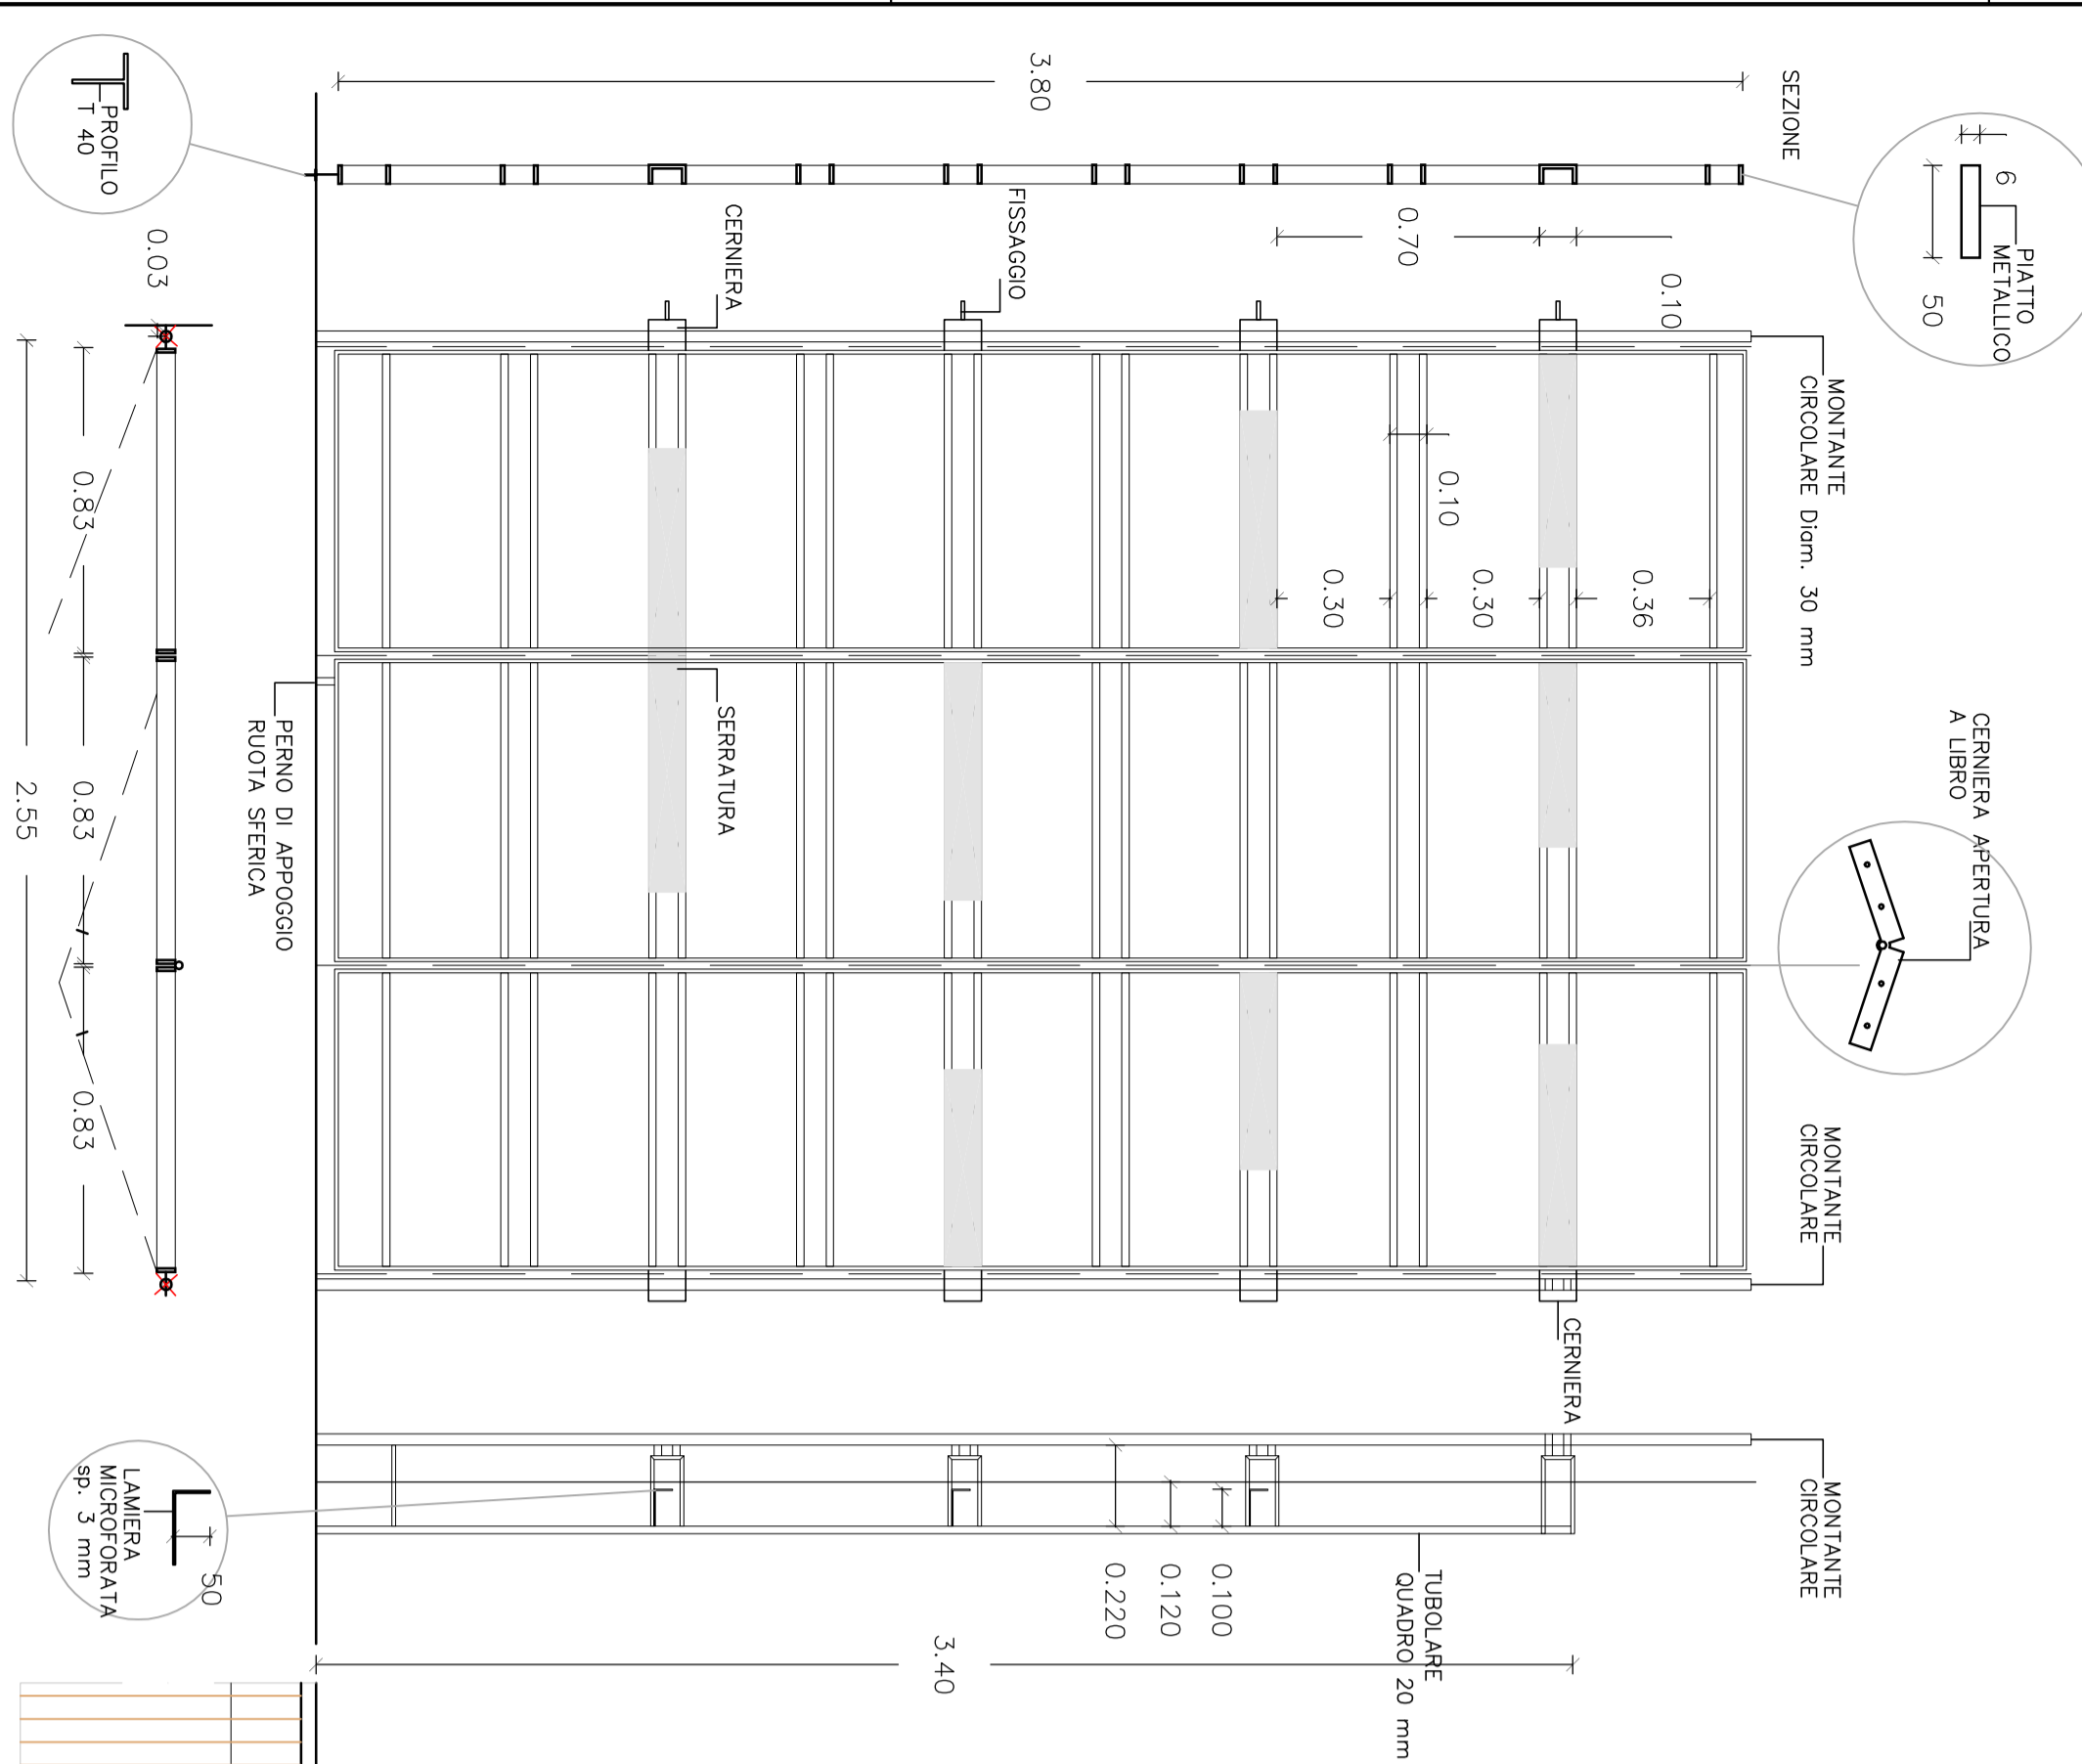 SEZIONE
3.80
6
50
PIATTO
METALLICO
PROFILO
T 40
0.03
CERNIERA
FISSAGGIO
0.70
0.10
MONTANTE
CIRCOLARE Diam. 30 mm
0.10
0.30
0.30
0.36
0.83
0.83
0.83
2.55
PERNO DI APPOGGIO
RUOTA SFERICA
SERRATURA
CERNIERA APERTURA
A LIBRO
MONTANTE
CIRCOLARE
CERNIERA
MONTANTE
CIRCOLARE
LAMIERA
MICROFORATA
sp. 3 mm
50
0.220
0.120
0.100
TUBOLARE
QUADRO 20 mm
3.40